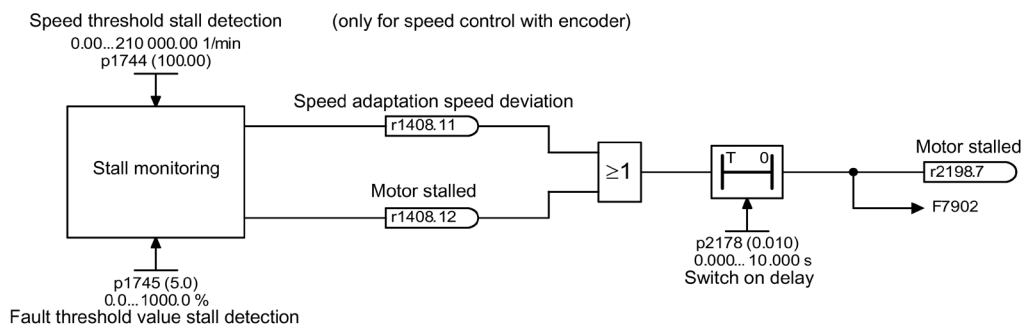 Speed threshold stall detection
(only for speed control with encoder)
0.00...210 000.00 1/min
p1744 (100.00)
Stall monitoring
Speed adaptation speed deviation
r1408.11
Motor stalled
r1408.12
≥1
T 0
Motor stalled
r2198.7
F7902
p2178 (0.010)
0.000... 10.000 s
Switch on delay
p1745 (5.0)
0.0...1000.0 %
Fault threshold value stall detection